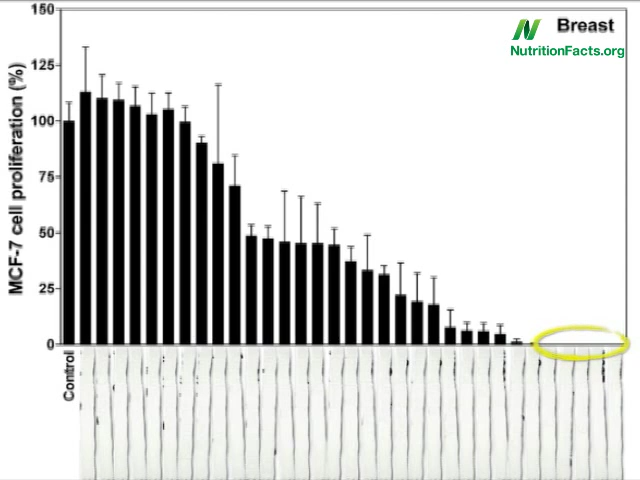 Breast
NutritionFacts.org
MCF-7 cell proliferation (%)
150
125
100
75
50
25
0
Control